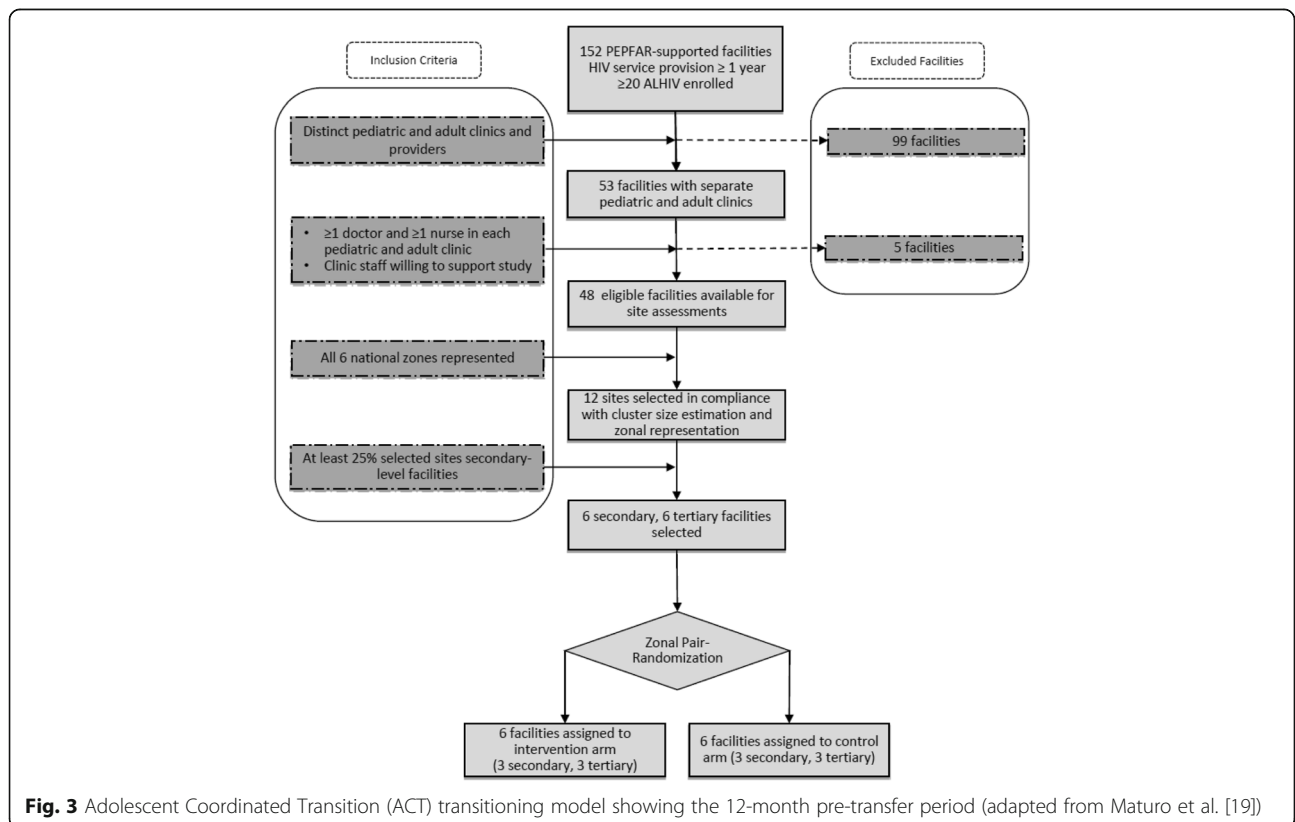 152 PEPFAR-supported facilities
HIV service provision ≥ 1 year
≥20 ALHIV enrolled
Inclusion Criteria
Excluded Facilities
Distinct pediatric and adult clinics and
providers
99 facilities
53 facilities with separate
pediatric and adult clinics
• ≥1 doctor and ≥1 nurse in each
pediatric and adult clinic
• Clinic staff willing to support study
5 facilities
48 eligible facilities available for
site assessments
All 6 national zones represented
12 sites selected in compliance
with cluster size estimation and
zonal representation
At least 25% selected sites secondary-
level facilities
6 secondary, 6 tertiary facilities
selected
Zonal Pair-
Randomization
6 facilities assigned to
intervention arm
(3 secondary, 3 tertiary)
6 facilities assigned to control
arm (3 secondary, 3 tertiary)
Fig. 3 Adolescent Coordinated Transition (ACT) transitioning model showing the 12-month pre-transfer period (adapted from Maturo et al. [19])